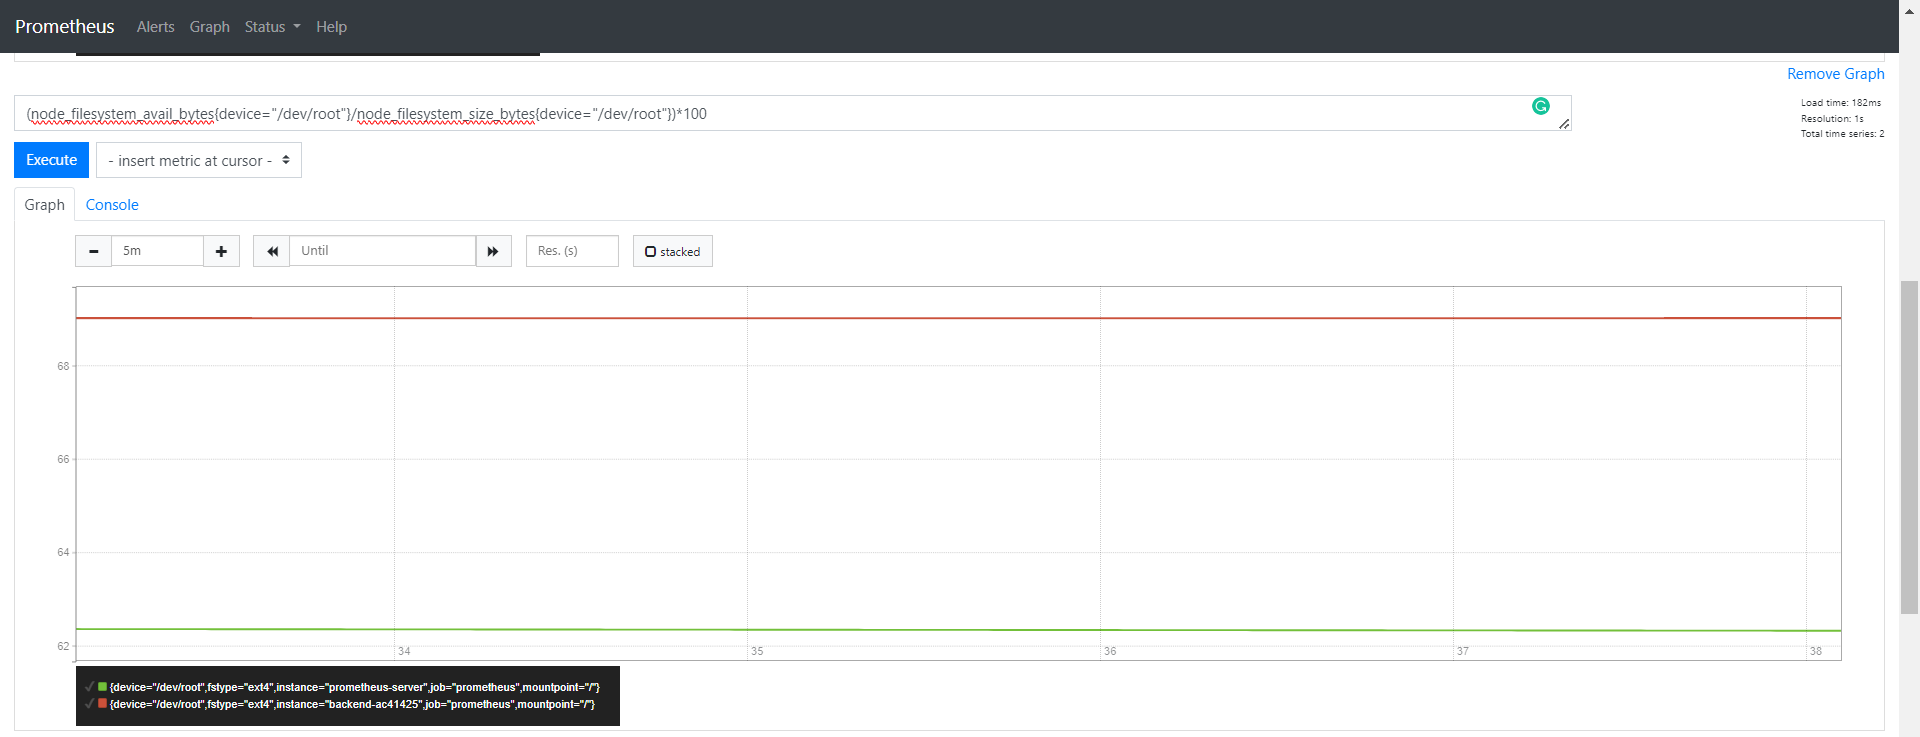 Prometheus Alerts Graph Status Help
Remove Graph
(node_filesystem_avail_bytes{device="/dev/root"}/node_filesystem_size_bytes{device="/dev/root"})*100
Load time: 182ms
Resolution: 1s
Total time series: 2
Execute - insert metric at cursor -
Graph Console
5m Until Res. (s) stacked
68
66
64
62
34 35 36 37 38
{device="/dev/root",fstype="ext4",instance="prometheus-server",job="prometheus",mountpoint="/"}
{device="/dev/root",fstype="ext4",instance="backend-ac41425",job="prometheus",mountpoint="/"}